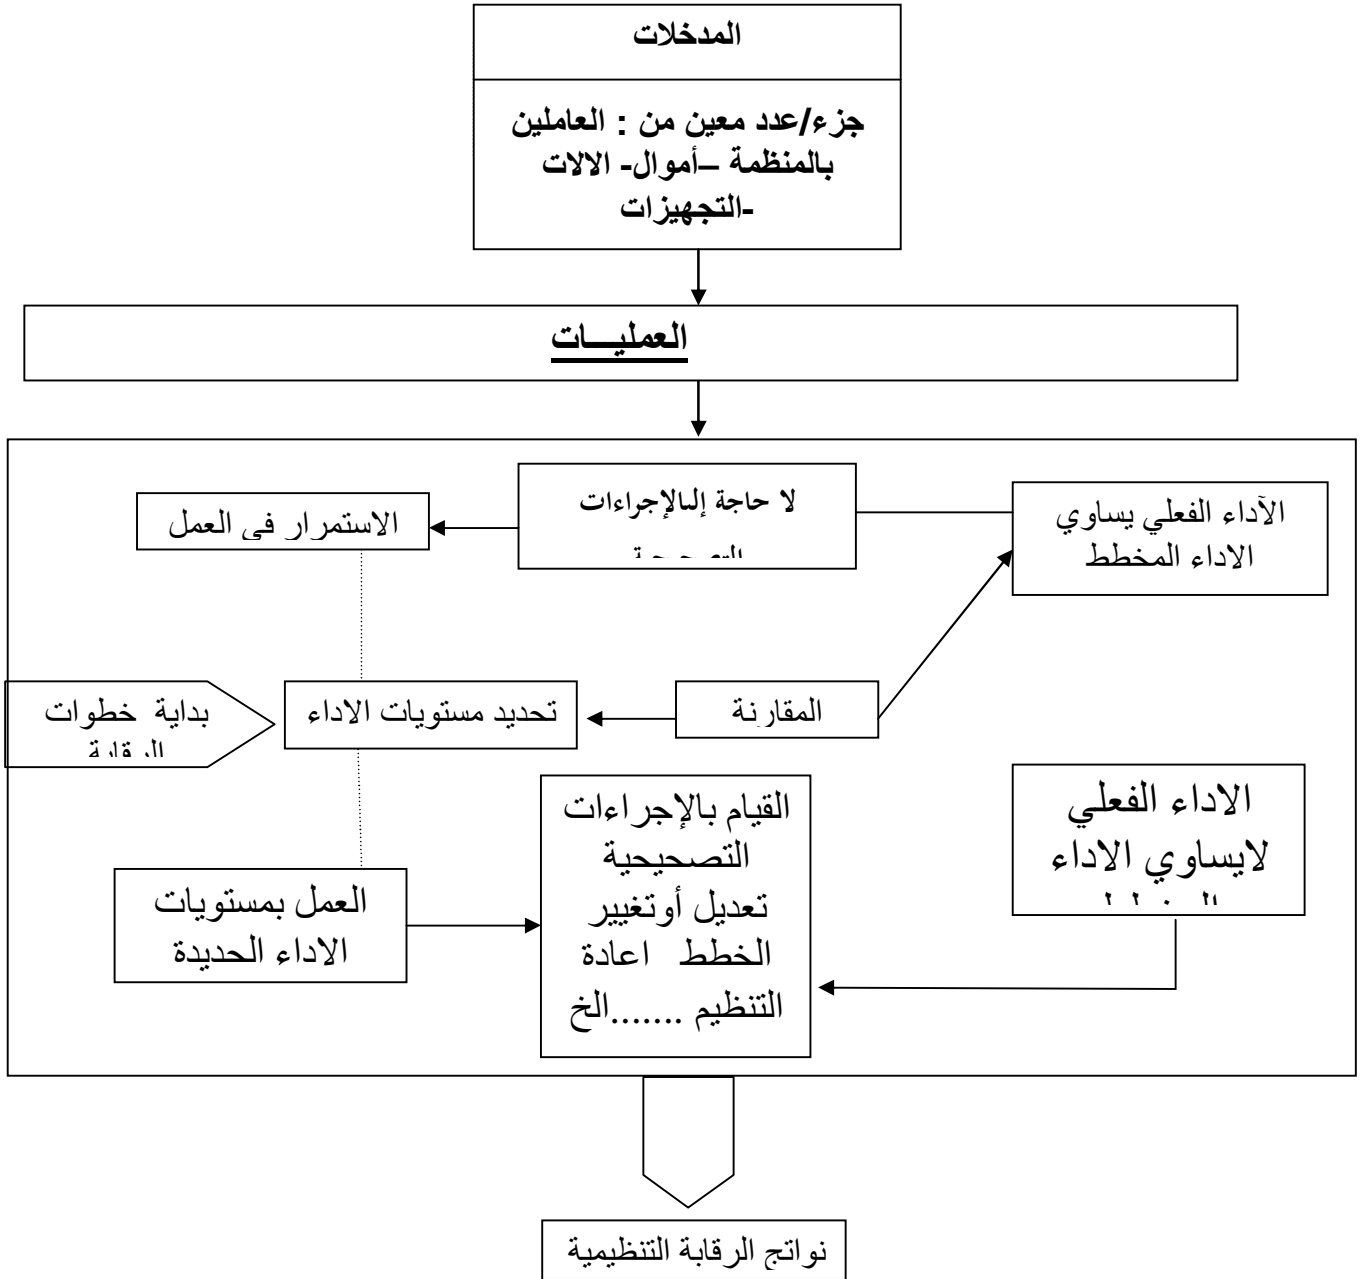 المدخلات
جزء/عدد معين من : العاملين
بالمنظمة –أموال- الالات
-التجهيزات
العمليـــات
الآداء الفعلي يساوي
الاداء المخطط
لا حاجة إلىالإجراءات
الاستمرار في العمل
المقارنة
تحديد مستويات الاداء
بداية خطوات
الرقابة
الاداء الفعلي
لايساوي الاداء
القيام بالإجراءات
التصحيحية
تعديل أوتغيير
الخطط اعادة
التنظيم .......الخ
العمل بمستويات
الاداء الجديدة
نواتج الرقابة التنظيمية